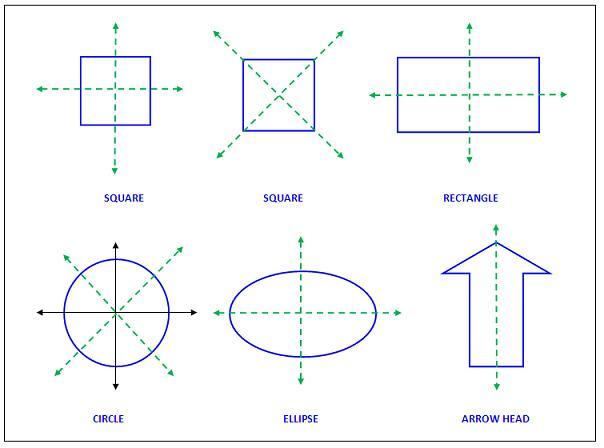 SQUARE
SQUARE
RECTANGLE
CIRCLE
ELLIPSE
ARROW HEAD